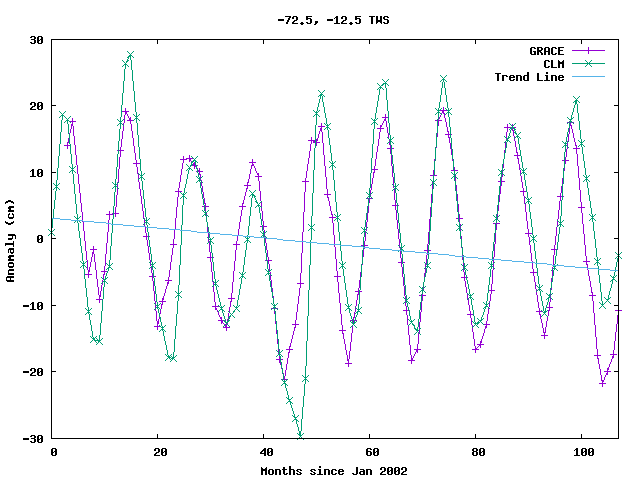 -72.5, -12.5 TWS
GRACE
CLM
Trend Line
30
20
10
0
-10
-20
-30
Anomaly (cm)
0 20 40 60 80 100
Months since Jan 2002